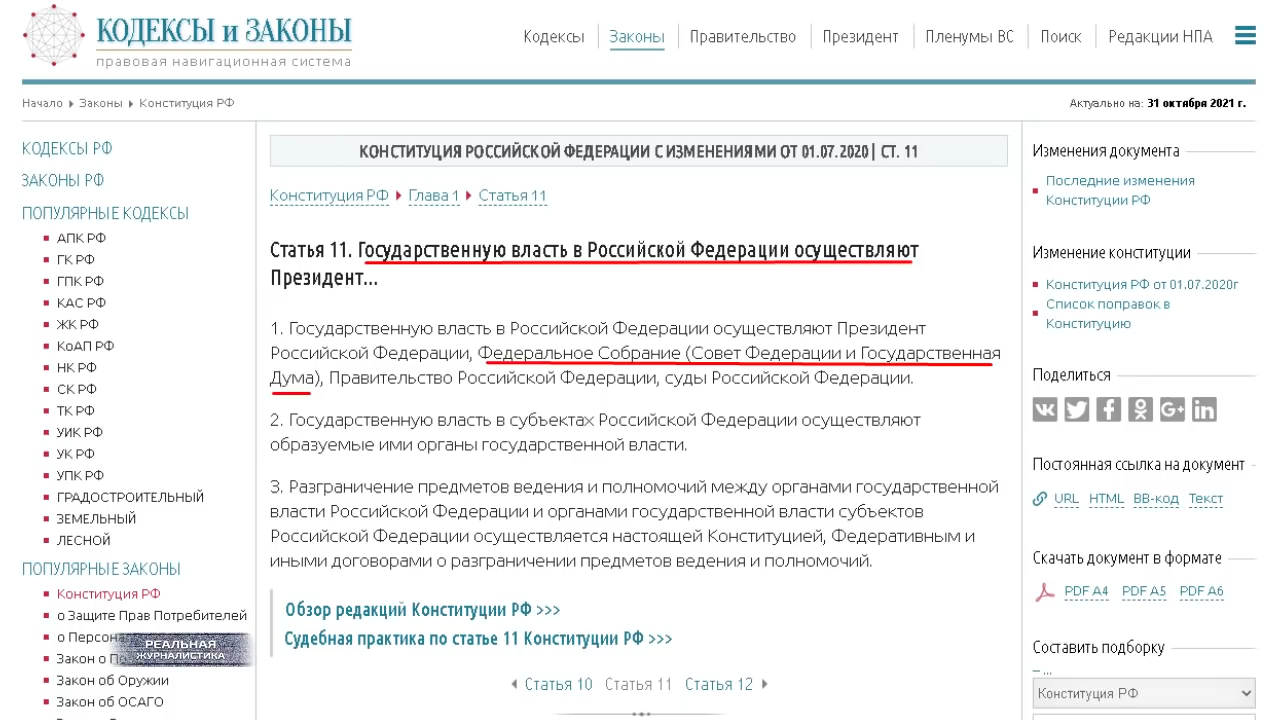 КОДЕКСЫ и ЗАКОНЫ
правовая навигационная система
Кодексы
Законы
Правительство
Президент
Пленумы ВС
Поиск
Редакции НПА
Начало
Законы
Конституция РФ
Актуально на: 31 октября 2021 г.
КОДЕКСЫ РФ
ЗАКОНЫ РФ
ПОПУЛЯРНЫЕ КОДЕКСЫ
АПК РФ
ГК РФ
ГПК РФ
КАС РФ
ЖК РФ
КоАП РФ
НК РФ
СК РФ
ТК РФ
УИК РФ
УК РФ
УПК РФ
ГРАДОСТРОИТЕЛЬНЫЙ
ЗЕМЕЛЬНЫЙ
ЛЕСНОЙ
ПОПУЛЯРНЫЕ ЗАКОНЫ
Конституция РФ
о Защите Прав Потребителей
о
Закон о
Закон об Оружии
Закон об ОСАГО
РЕАЛЬНАЯ
ЖУРНАЛИСТИКА
КОНСТИТУЦИЯ РОССИЙСКОЙ ФЕДЕРАЦИИ С ИЗМЕНЕНИЯМИ ОТ 01.07.2020 | СТ. 11
Конституция РФ
Глава 1
Статья 11
Статья 11. Государственную власть в Российской Федерации осуществляют
Президент...
1. Государственную власть в Российской Федерации осуществляют Президент
Российской Федерации, Федеральное Собрание (Совет Федерации и Государственная
Дума), Правительство Российской Федерации, суды Российской Федерации.
2. Государственную власть в субъектах Российской Федерации осуществляют
образуемые ими органы государственной власти.
3. Разграничение предметов ведения и полномочий между органами государственной
власти Российской Федерации и органами государственной власти субъектов
Российской Федерации осуществляется настоящей Конституцией, Федеративным и
иными договорами о разграничении предметов ведения и полномочий.
Обзор редакций Конституции РФ >>>
Судебная практика по статье 11 Конституции РФ >>>
Статья 10
Статья 11
Статья 12
Изменения документа
Последние изменения
Конституции РФ
Изменение конституции
Конституция РФ от 01.07.2020г
Список поправок в
Конституцию
Поделиться
Постоянная ссылка на документ
URL
HTML
BB-код
Текст
Скачать документ в формате
PDF A4
PDF A5
PDF A6
Составить подборку
– ...
Конституция РФ